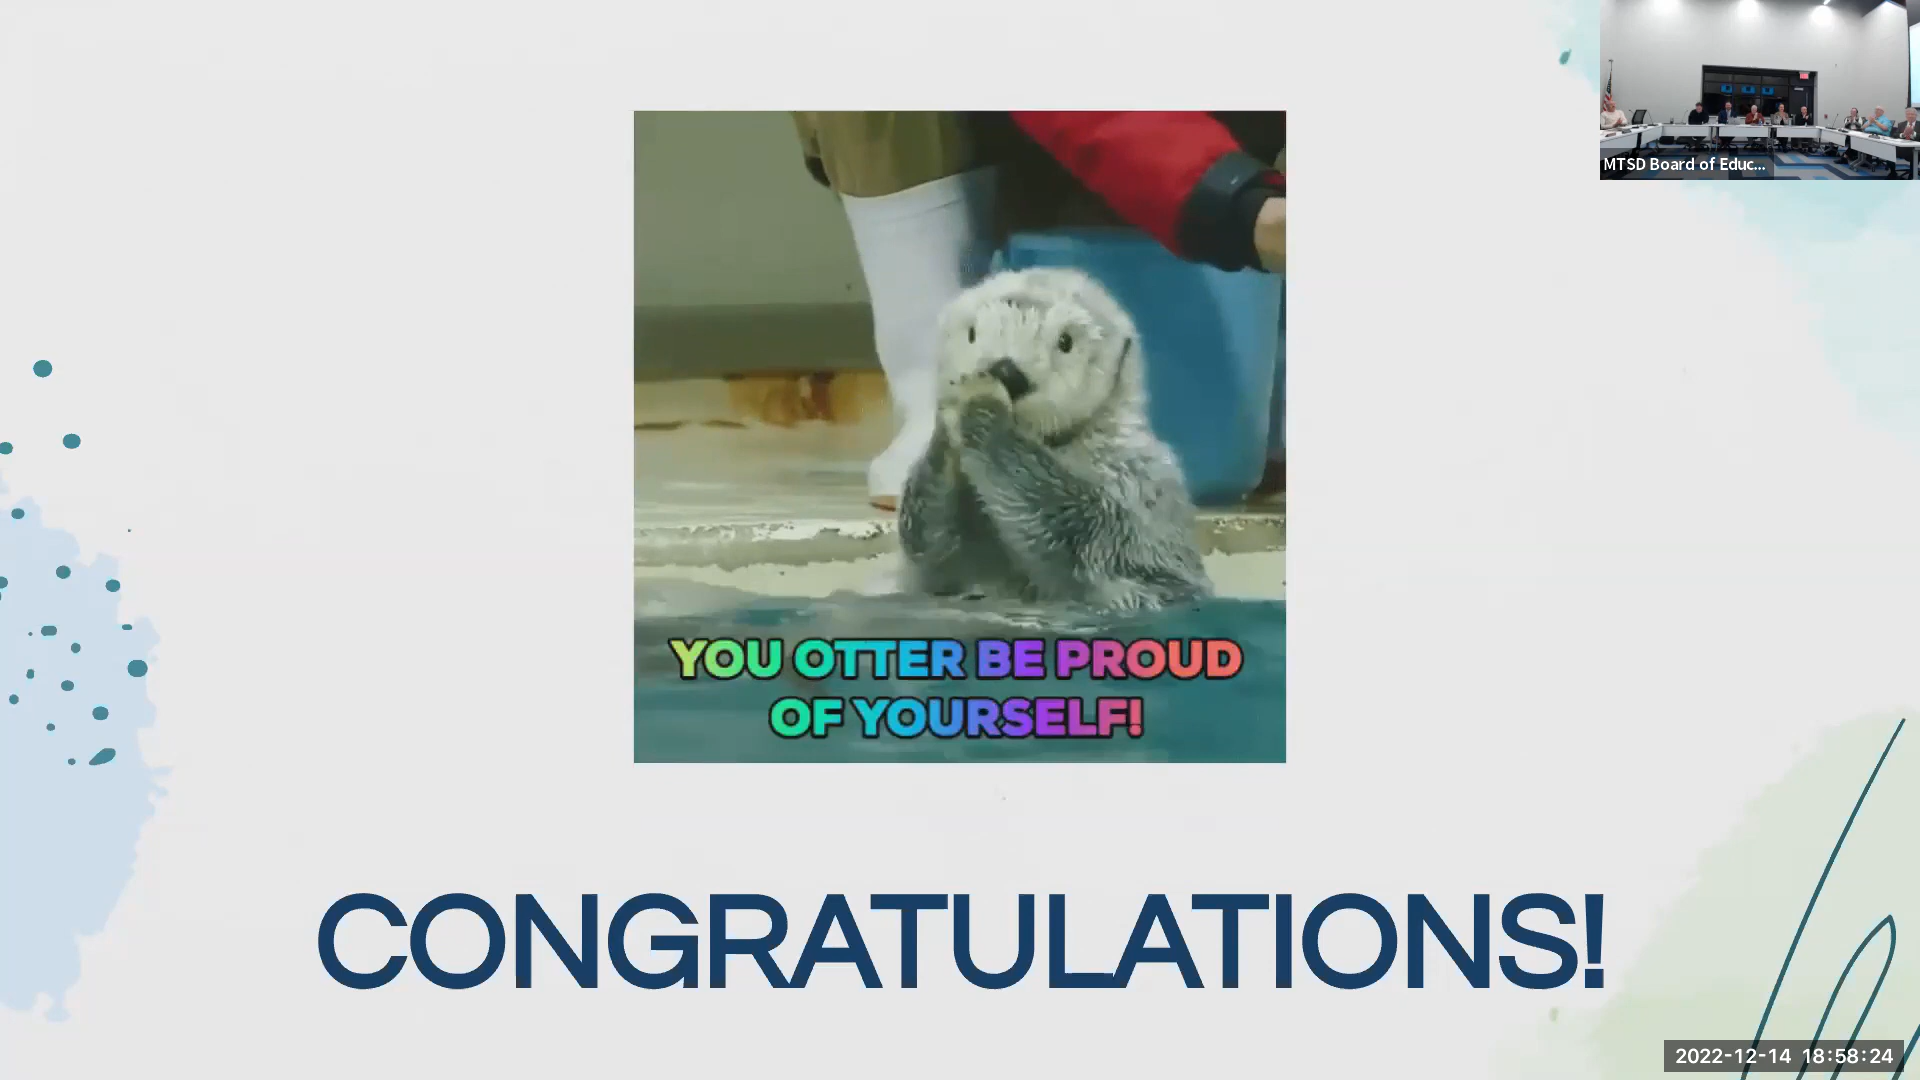 MTSD Board of Educ...
YOU OTTER BE PROUD
OF YOURSELF!
CONGRATULATIONS!
2022-12-14 18:58:24